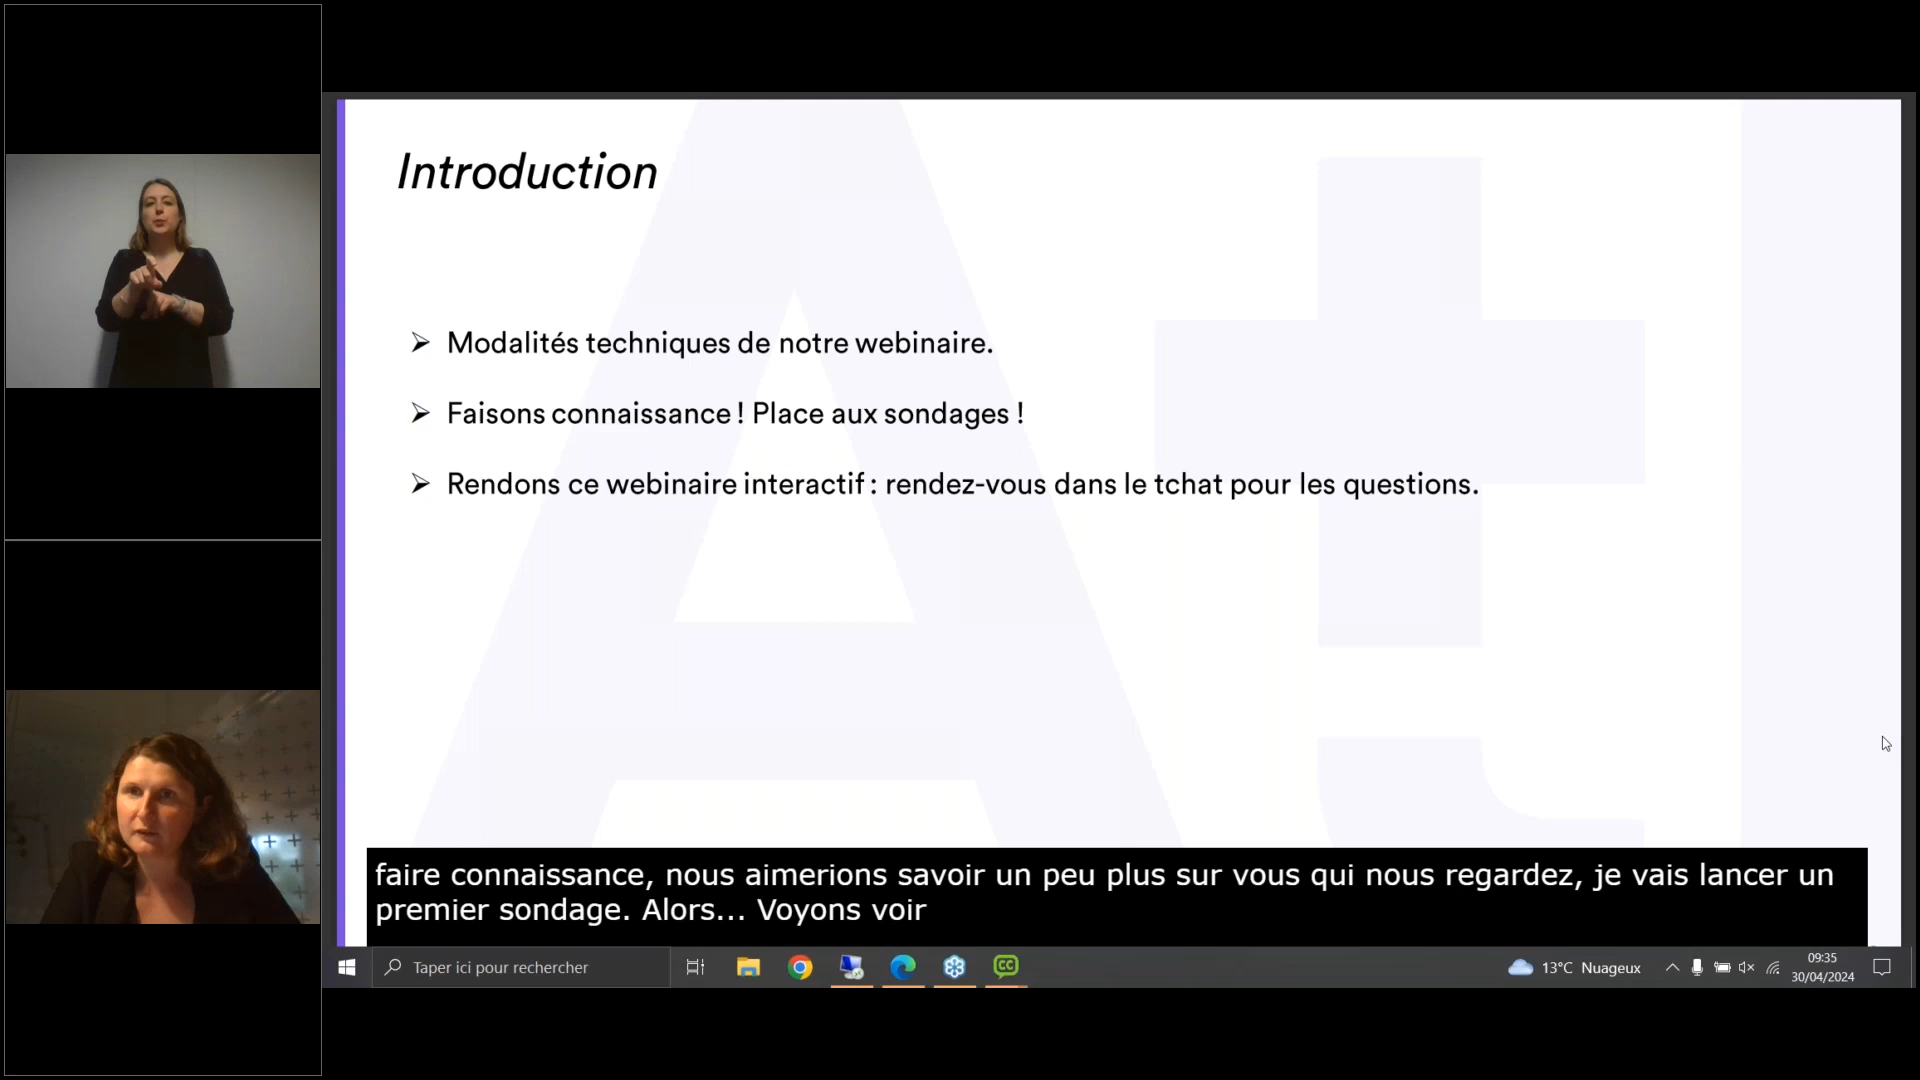 Introduction
➢ Modalités techniques de notre webinaire.
➢ Faisons connaissance ! Place aux sondages !
➢ Rendons ce webinaire interactif : rendez-vous dans le tchat pour les questions.
faire connaissance, nous aimerions savoir un peu plus sur vous qui nous regardez, je vais lancer un
premier sondage. Alors... Voyons voir
Taper ici pour rechercher
CC
13°C Nuageux
09:35
30/04/2024